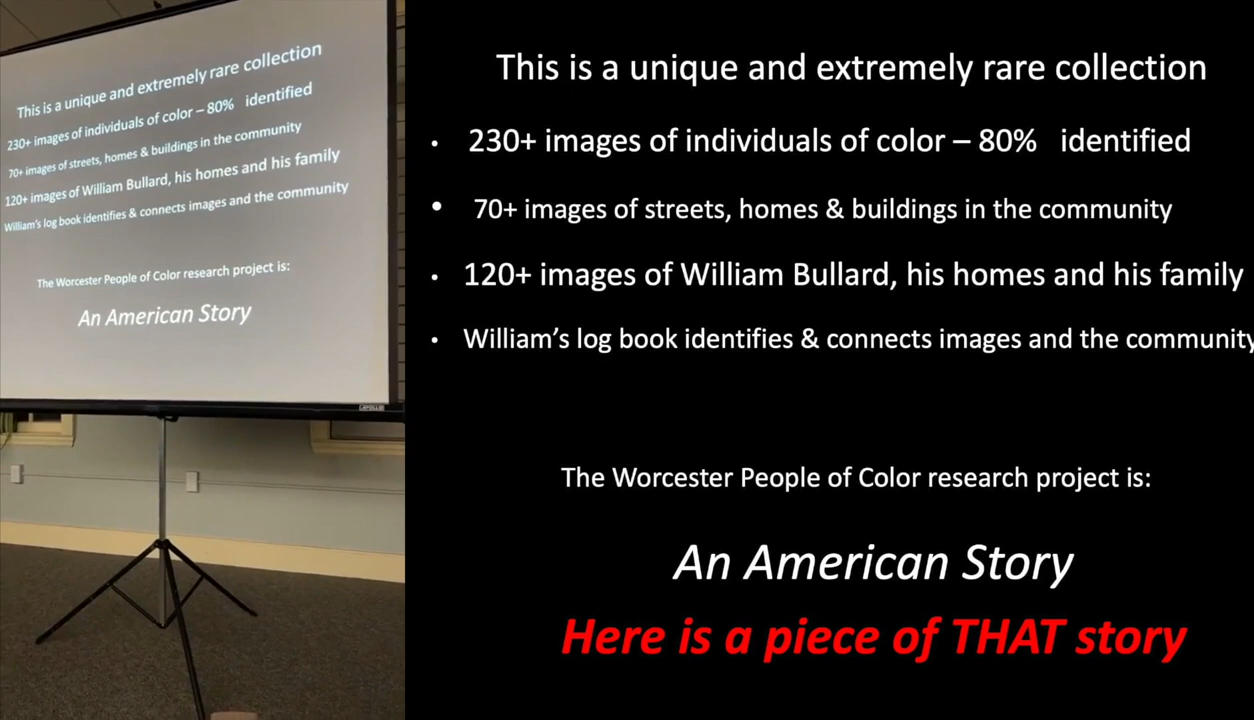 This is a unique and extremely rare collection
230+ images of individuals of color – 80% identified
70+ images of streets, homes & buildings in the community
120+ images of William Bullard, his homes and his family
William's log book identifies & connects images and the community
The Worcester People of Color research project is:
An American Story
This is a unique and extremely rare collection
• 230+ images of individuals of color – 80% identified
• 70+ images of streets, homes & buildings in the community
• 120+ images of William Bullard, his homes and his family
• William’s log book identifies & connects images and the community
The Worcester People of Color research project is:
An American Story
Here is a piece of THAT story